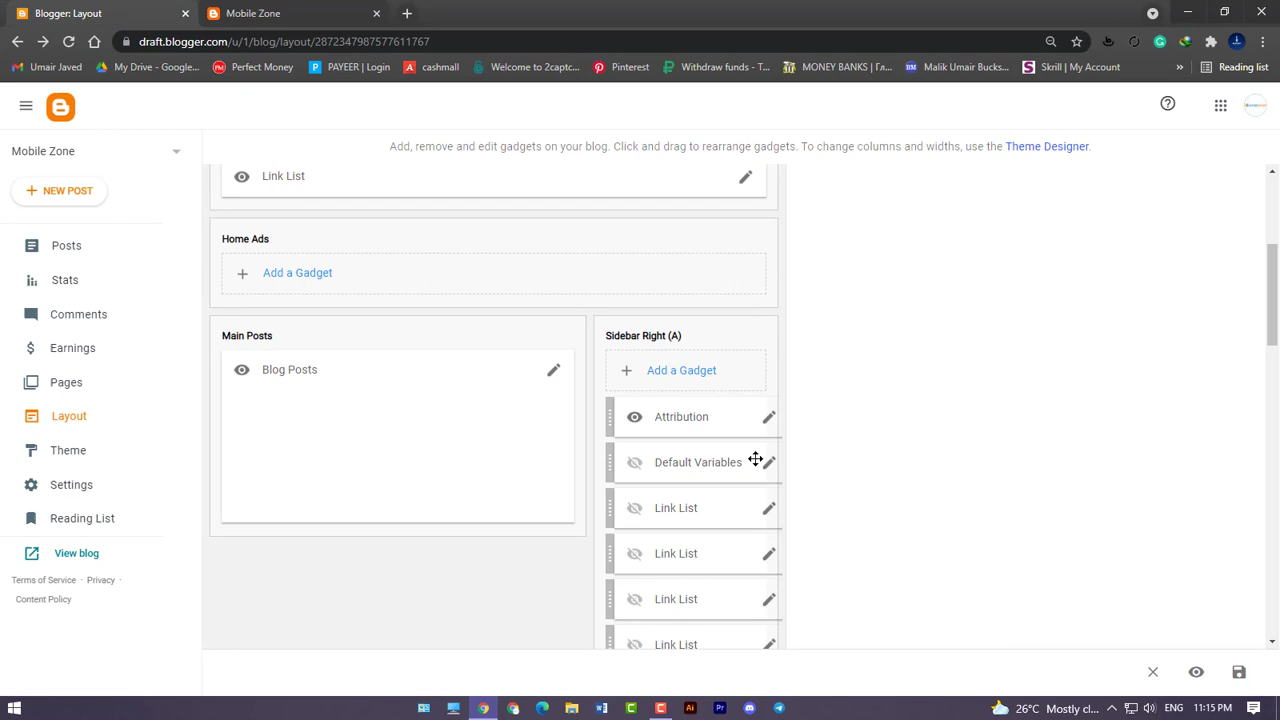 Blogger: Layout
Mobile Zone
draft.blogger.com/u/1/blog/layout/2872347987577611767
Umair Javed
My Drive - Google...
Perfect Money
PAYEER | Login
cashmall
Welcome to 2captc...
Pinterest
Withdraw funds - T...
MONEY BANKS | Гл...
Malik Umair Bucks...
Skrill | My Account
»
Reading list
Mobile Zone
NEW POST
Posts
Stats
Comments
Earnings
Pages
Layout
Theme
Settings
Reading List
View blog
Terms of Service · Privacy ·
Content Policy
Add, remove and edit gadgets on your blog. Click and drag to rearrange gadgets. To change columns and widths, use the Theme Designer.
Link List
Home Ads
Add a Gadget
Main Posts
Blog Posts
Sidebar Right (A)
Add a Gadget
Attribution
Default Variables
Link List
Link List
Link List
Link List
26°C Mostly cl...
11:15 PM